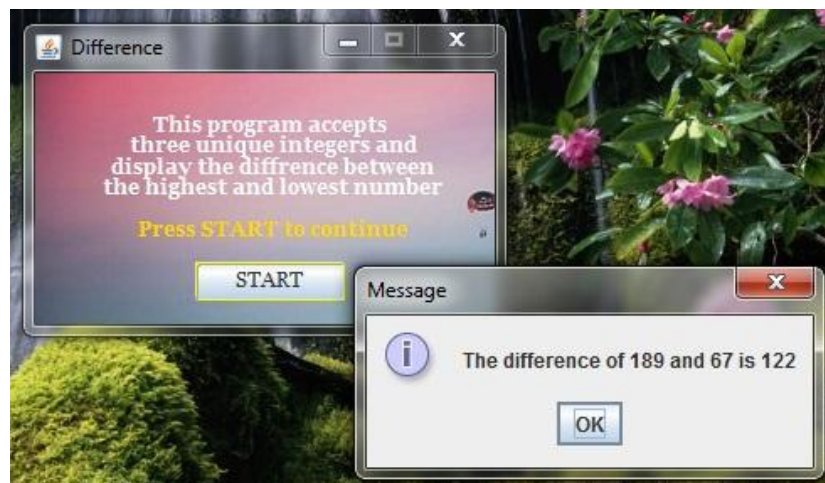 Difference
This program accepts
three unique integers and
display the diffrence between
the highest and lowest number
Press START to continue
START
Message
The difference of 189 and 67 is 122
OK